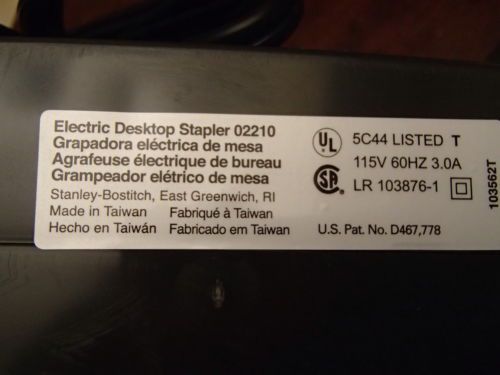 Electric Desktop Stapler 02210
Grapadora eléctrica de mesa
Agrafeuse électrique de bureau
Grampeador elétrico de mesa
Stanley-Bostitch, East Greenwich, RI
Made in Taiwan Fabriqué à Taiwan
Hecho en Taiwán Fabricado em Taiwan
UL 5C44 LISTED T
115V 60HZ 3.0A
SA LR 103876-1
U.S. Pat. No. D467,778
103562T